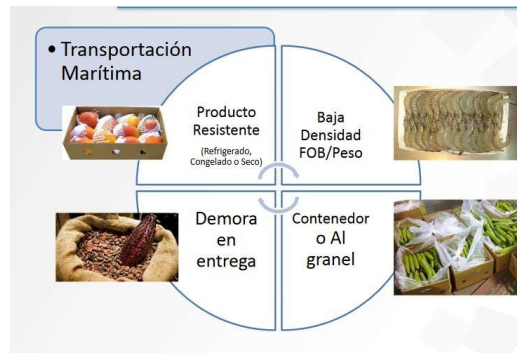 • Transportación
Marítima
Producto
Resistente
(Refrigerado,
Congelado o Seco)
Baja
Densidad
FOB/Peso
Demora
en
entrega
Contenedor
o Al
granel